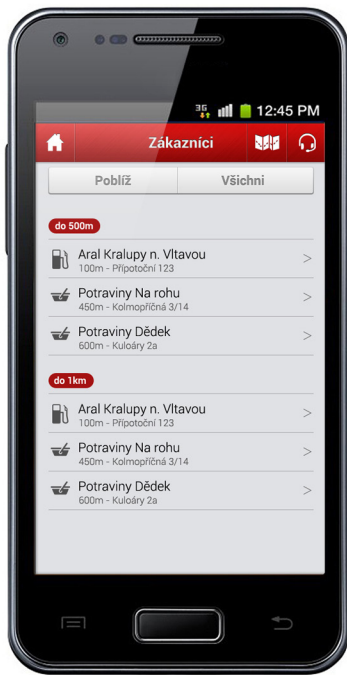 3G
12:45 PM
Zákazníci
Poblíž
Všichni
do 500m
Aral Kralupy n. Vltavou
100m - Přípotoční 123
Potraviny Na rohu
450m - Kolmopříčná 3/14
Potraviny Dědek
600m - Kuloáry 2a
do 1km
Aral Kralupy n. Vltavou
100m - Přípotoční 123
Potraviny Na rohu
450m - Kolmopříčná 3/14
Potraviny Dědek
600m - Kuloáry 2a